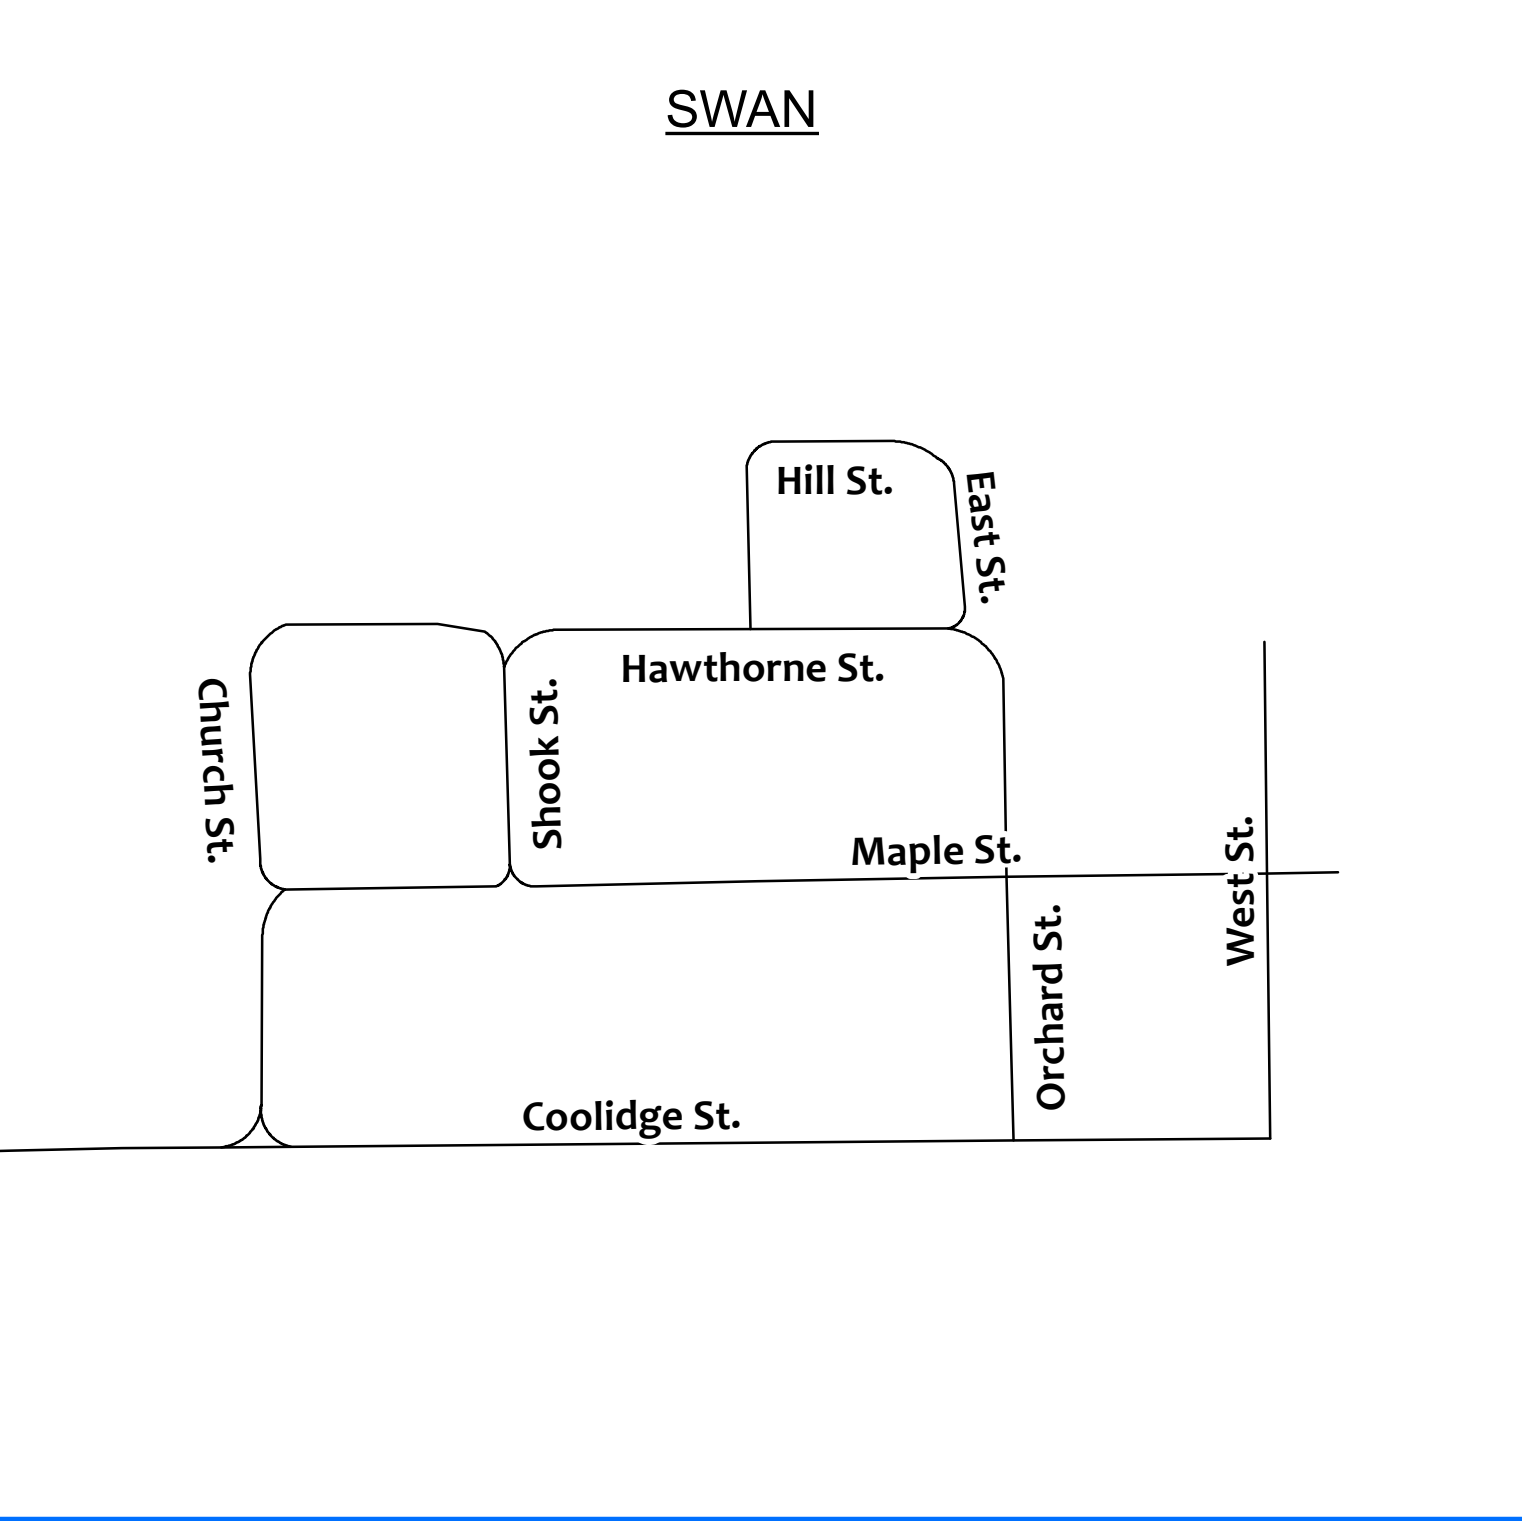 SWAN
Hill St.
East St.
Hawthorne St.
Church St.
Shook St.
Maple St.
West St.
Orchard St.
Coolidge St.